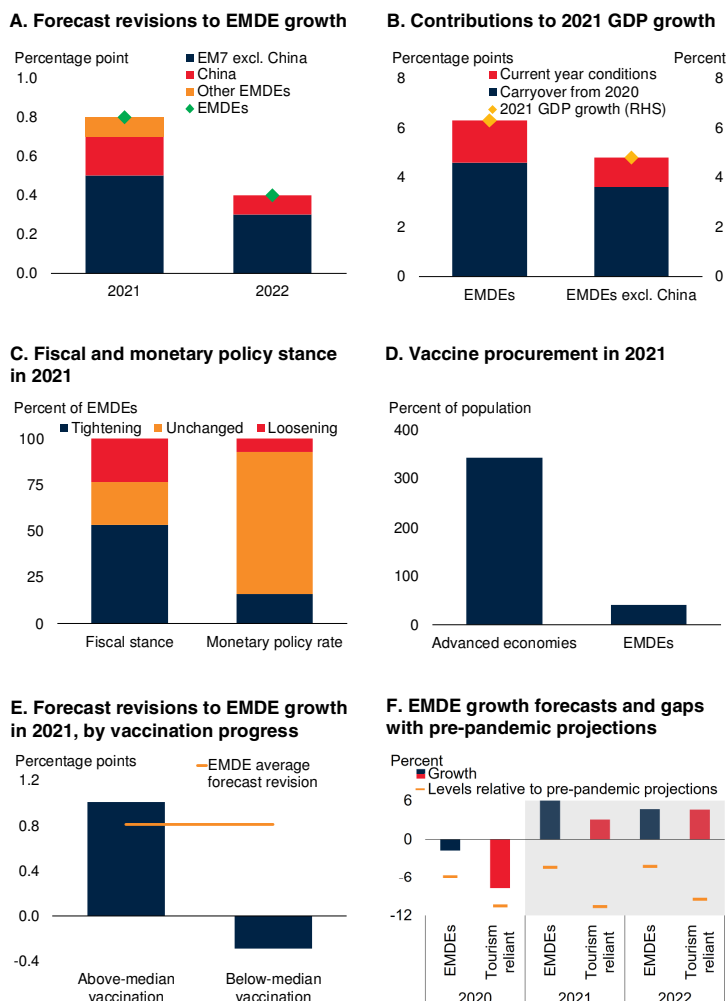 A. Forecast revisions to EMDE growth
Percentage point
EM7 excl. China
China
Other EMDEs
EMDEs
1.0
0.8
0.6
0.4
0.2
0.0
2021
2022
B. Contributions to 2021 GDP growth
Percentage points
Percent
Current year conditions
Carryover from 2020
2021 GDP growth (RHS)
8
6
4
2
0
8
6
4
2
0
EMDEs
EMDEs excl. China
C. Fiscal and monetary policy stance
in 2021
Percent of EMDEs
Tightening
Unchanged
Loosening
100
75
50
25
0
Fiscal stance
Monetary policy rate
D. Vaccine procurement in 2021
Percent of population
400
300
200
100
0
Advanced economies
EMDEs
E. Forecast revisions to EMDE growth
in 2021, by vaccination progress
Percentage points
EMDE average
forecast revision
1.2
0.8
0.4
0.0
-0.4
Above-median
vaccination
Below-median
vaccination
F. EMDE growth forecasts and gaps
with pre-pandemic projections
Percent
Growth
Levels relative to pre-pandemic projections
6
0
-6
-12
EMDEs
Tourism
reliant
EMDEs
Tourism
reliant
EMDEs
Tourism
reliant
2020
2021
2022